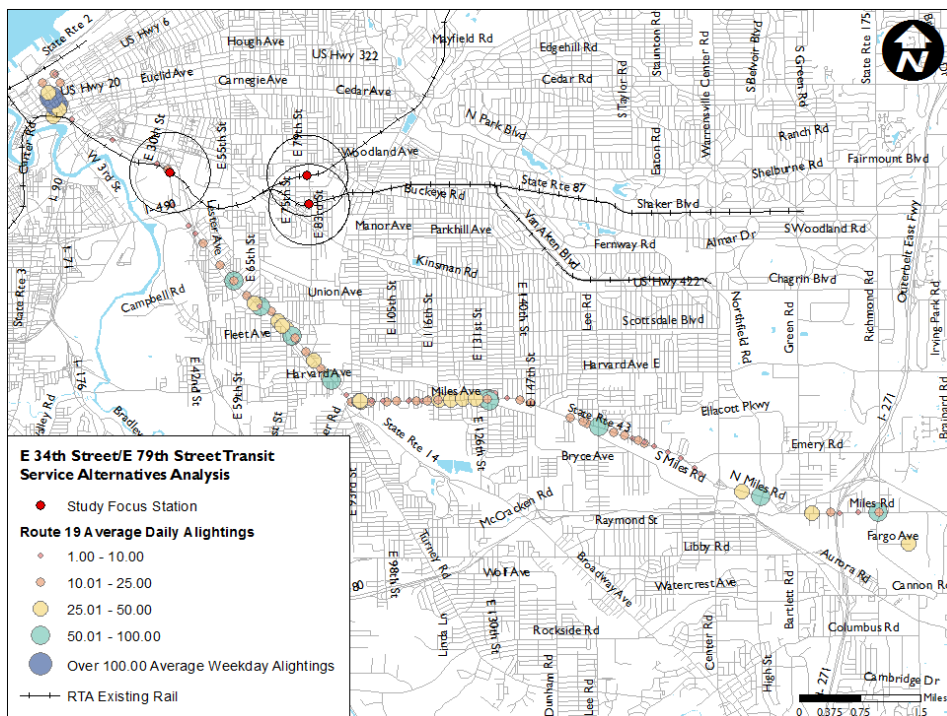 State Rte 2
US Hwy 6
Hough Ave
US Hwy 322
Mayfield Rd
Edgehill Rd
Staunton Rd
Warrensville Center Rd
S Belvoir Blvd
S Green Rd
State Rte 175
US Hwy 20
Euclid Ave
Carnegie Ave
Cedar Ave
Cedar Rd
S Taylor Rd
N
N Park Blvd
Eaton Rd
Ranch Rd
Carter Rd
W 3rd St
E 30th St
E 55th St
E 79th St
Woodland Ave
Shelburne Rd
Fairmount Blvd
I- 90
I- 490
E 75th St
E 83rd St
Buckeye Rd
State Rte 87
Shaker Blvd
I- 71
State Rte 3
E 65th St
Manor Ave
Parkhill Ave
Van Aken Blvd
Fernway Rd
Almar Dr
S Woodland Rd
Outerbelt East Fwy
Campbell Rd
Kinsman Rd
US Hwy 422
Chagrin Blvd
Union Ave
E 105th St
E 116th St
E 131st St
E 140th St
Lee Rd
Scottsdale Blvd
Northfield Rd
Green Rd
Richmond Rd
Irving Park Rd
Fleet Ave
I- 176
E 42nd St
E 59th St
Harvard Ave
Harvard Ave E
E 147th St
Miles Ave
Ellacott Pkwy
I- 271
Brainard Rd
State Rte 43
State Rte 14
E 126th St
Bryce Ave
S Miles Rd
Emery Rd
N Miles Rd
Miles Rd
E 93rd St
McCracken Rd
Raymond St
Fargo Ave
Turney Rd
Libby Rd
Aurora Rd
E 98th St
Wolf Ave
Broadway Ave
Watercrest Ave
Cannon Rd
Bartlett Rd
Linda Ln
E 130th St
Rockside Rd
Center Rd
Columbus Rd
Dunham Rd
Lee Rd
High St
I- 271
Cambridge Dr
E 34th Street/E 79th Street Transit
Service Alternatives Analysis
Study Focus Station
Route 19 Average Daily Alightings
1.00 - 10.00
10.01 - 25.00
25.01 - 50.00
50.01 - 100.00
Over 100.00 Average Weekday Alightings
RTA Existing Rail
Miles
0 0.375 0.75 1.5